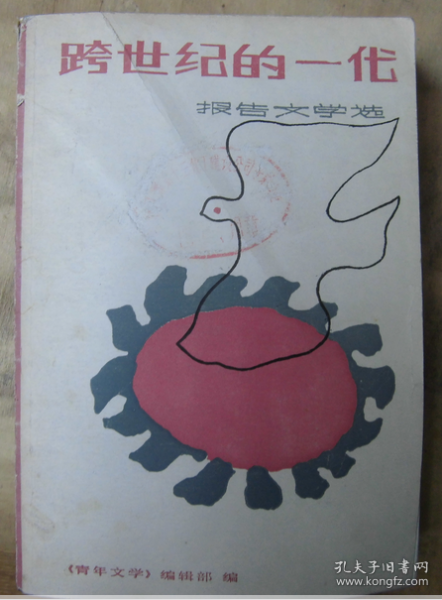 跨世纪的一代
报告文学选
《青年文学》编辑部 编
孔夫子旧书网
www.kongfz.com